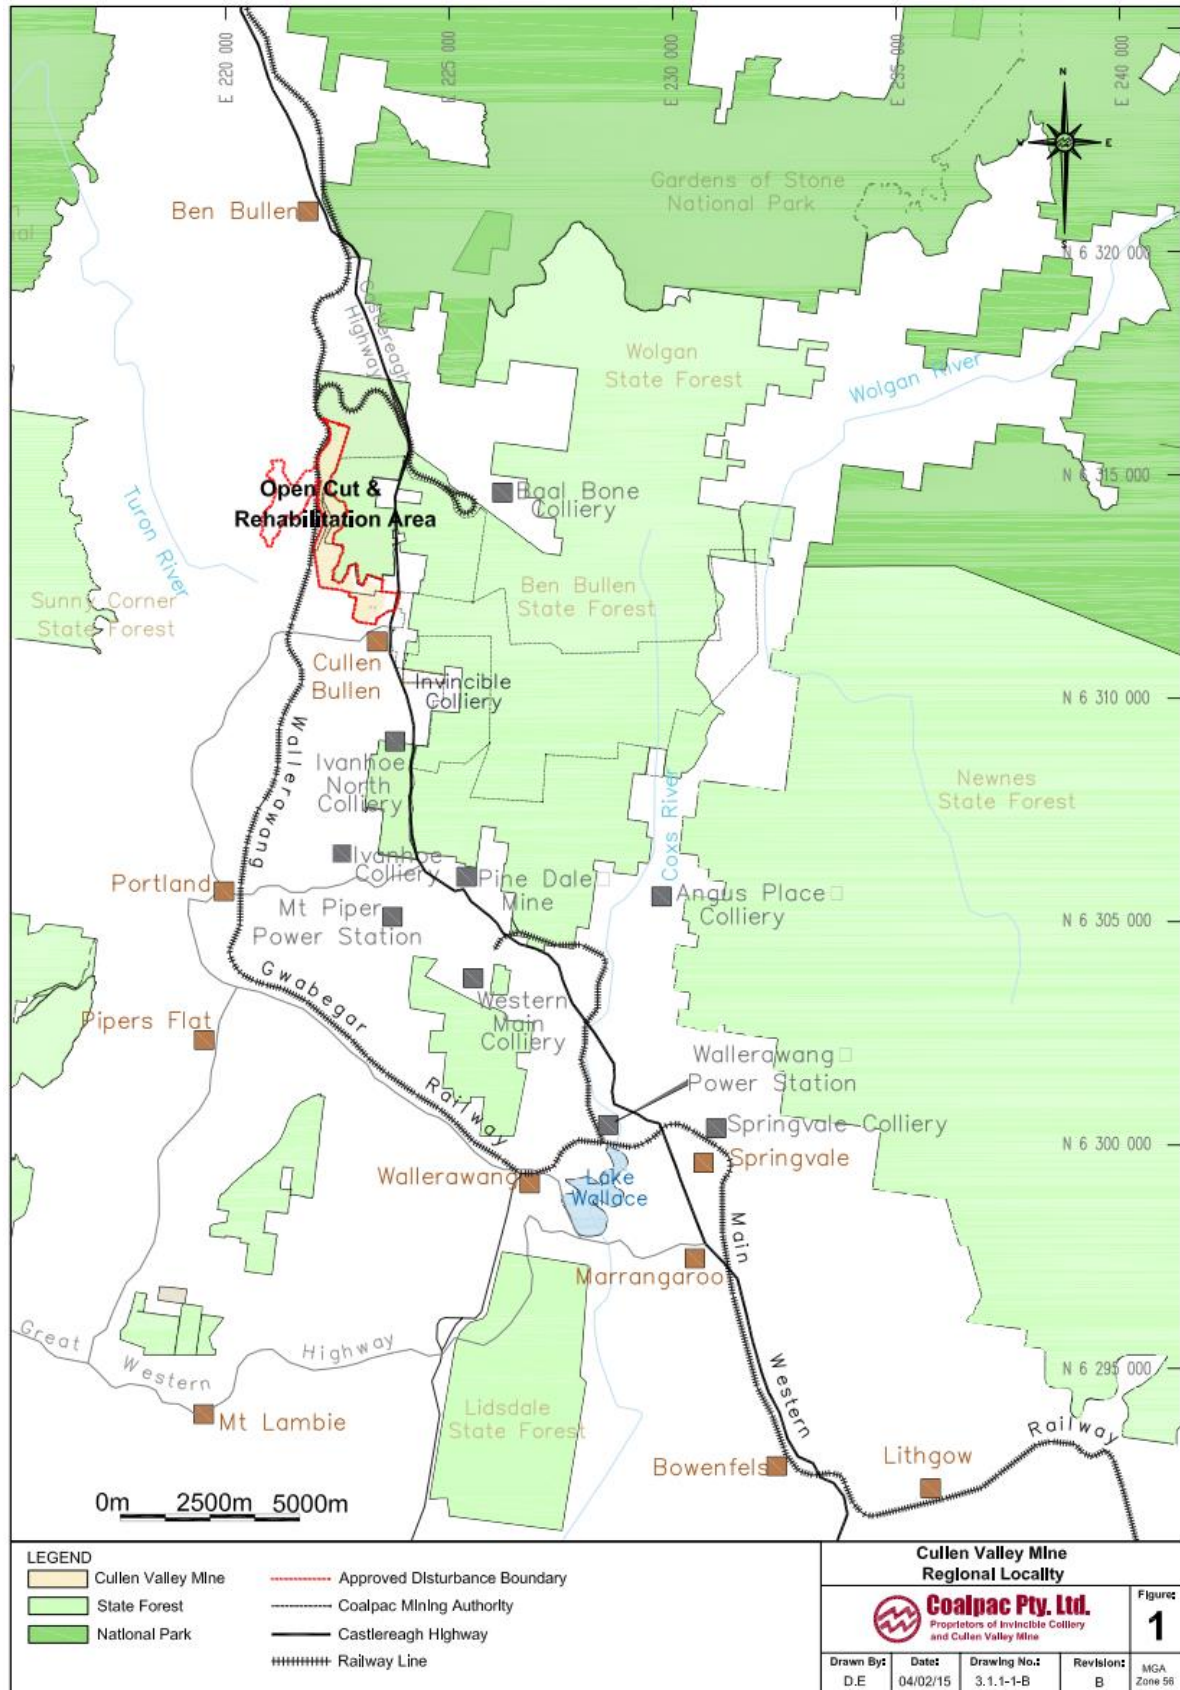 E 220 000
E 225 000
E 230 000
E 235 000
E 240 000
N
W
E
S
Gardens of Stone
National Park
Ben Bullen
N 6 320 000
Castlereagh
Highway
Wolgan
State Forest
Wolgan River
N 6 315 000
Open Cut &
Rehabilitation Area
Baal Bone
Colliery
Turon River
Sunny Corner
State Forest
Ben Bullen
State Forest
Cullen
Bullen
Invincible
Colliery
N 6 310 000
Wallerawang
Ivanhoe
North
Colliery
Coxs River
Newnes
State Forest
Ivanhoe
Colliery
Portland
Pine Dale
Mine
Angus Place
Colliery
Mt Piper
Power Station
N 6 305 000
Gwabegar
Western
Main
Colliery
Pipers Flat
Wallerawang
Power Station
Railway
Springvale Colliery
N 6 300 000
Springvale
Wallerawang
Lake
Wallace
Main
Marrangaroo
Great
Western
Highway
Western
N 6 295 000
Mt Lambie
Lidsdale
State Forest
Railway
Bowenfels
Lithgow
0m 2500m 5000m
LEGEND
Cullen Valley Mine
State Forest
National Park
Approved Disturbance Boundary
Coalpac Mining Authority
Castlereagh Highway
Railway Line
Cullen Valley Mine
Regional Locality
Coalpac Pty. Ltd.
Proprietors of Invincible Colliery
and Cullen Valley Mine
Figure:
1
Drawn By:
D.E
Date:
04/02/15
Drawing No.:
3.1.1-1-B
Revision:
B
MGA
Zone 56